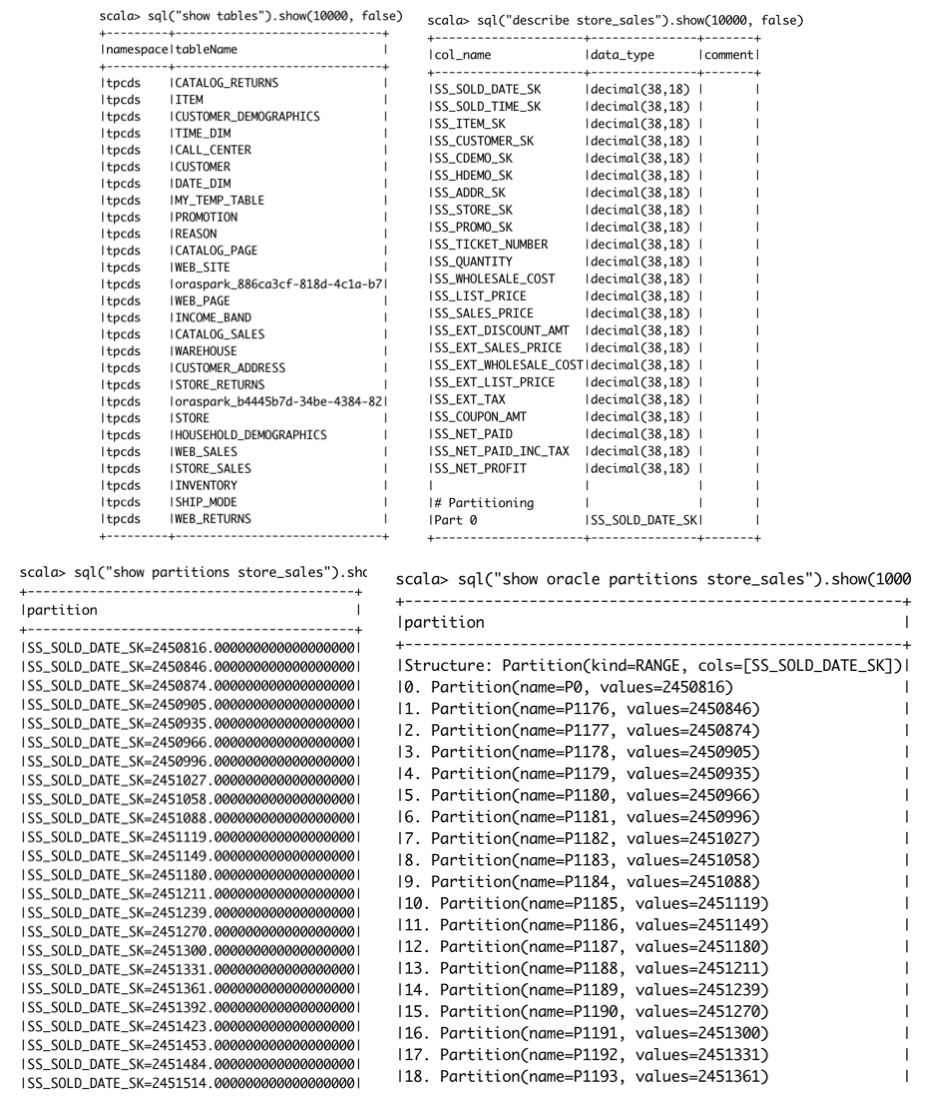 scala> sql("show tables").show(10000, false)
+---------+-----------------------------+
|namespace|tableName                    |
+---------+-----------------------------+
|tpcds    |CATALOG_RETURNS              |
|tpcds    |ITEM                         |
|tpcds    |CUSTOMER_DEMOGRAPHICS        |
|tpcds    |TIME_DIM                     |
|tpcds    |CALL_CENTER                  |
|tpcds    |CUSTOMER                     |
|tpcds    |DATE_DIM                     |
|tpcds    |MY_TEMP_TABLE                |
|tpcds    |PROMOTION                    |
|tpcds    |REASON                       |
|tpcds    |CATALOG_PAGE                 |
|tpcds    |WEB_SITE                     |
|tpcds    |oraspark_886ca3cf-818d-4c1a-b7|
|tpcds    |WEB_PAGE                     |
|tpcds    |INCOME_BAND                  |
|tpcds    |CATALOG_SALES                |
|tpcds    |WAREHOUSE                    |
|tpcds    |CUSTOMER_ADDRESS             |
|tpcds    |STORE_RETURNS                |
|tpcds    |oraspark_b4445b7d-34be-4384-82|
|tpcds    |STORE                        |
|tpcds    |HOUSEHOLD_DEMOGRAPHICS       |
|tpcds    |WEB_SALES                    |
|tpcds    |STORE_SALES                  |
|tpcds    |INVENTORY                    |
|tpcds    |SHIP_MODE                    |
|tpcds    |WEB_RETURNS                  |
+---------+-----------------------------+
scala> sql("describe store_sales").show(10000, false)
+---------------------+--------------+-------+
|col_name             |data_type     |comment|
+---------------------+--------------+-------+
|SS_SOLD_DATE_SK      |decimal(38,18)|       |
|SS_SOLD_TIME_SK      |decimal(38,18)|       |
|SS_ITEM_SK           |decimal(38,18)|       |
|SS_CUSTOMER_SK       |decimal(38,18)|       |
|SS_CDEMO_SK          |decimal(38,18)|       |
|SS_HDEMO_SK          |decimal(38,18)|       |
|SS_ADDR_SK           |decimal(38,18)|       |
|SS_STORE_SK          |decimal(38,18)|       |
|SS_PROMO_SK          |decimal(38,18)|       |
|SS_TICKET_NUMBER     |decimal(38,18)|       |
|SS_QUANTITY          |decimal(38,18)|       |
|SS_WHOLESALE_COST    |decimal(38,18)|       |
|SS_LIST_PRICE        |decimal(38,18)|       |
|SS_SALES_PRICE       |decimal(38,18)|       |
|SS_EXT_DISCOUNT_AMT  |decimal(38,18)|       |
|SS_EXT_SALES_PRICE   |decimal(38,18)|       |
|SS_EXT_WHOLESALE_COST|decimal(38,18)|       |
|SS_EXT_LIST_PRICE    |decimal(38,18)|       |
|SS_EXT_TAX           |decimal(38,18)|       |
|SS_COUPON_AMT        |decimal(38,18)|       |
|SS_NET_PAID          |decimal(38,18)|       |
|SS_NET_PAID_INC_TAX  |decimal(38,18)|       |
|SS_NET_PROFIT        |decimal(38,18)|       |
|                     |              |       |
|# Partitioning       |              |       |
|Part 0               |SS_SOLD_DATE_SK|       |
+---------------------+--------------+-------+
scala> sql("show partitions store_sales").sho
+------------------------------------------+
|partition                                 |
+------------------------------------------+
|SS_SOLD_DATE_SK=2450816.000000000000000000|
|SS_SOLD_DATE_SK=2450846.000000000000000000|
|SS_SOLD_DATE_SK=2450874.000000000000000000|
|SS_SOLD_DATE_SK=2450905.000000000000000000|
|SS_SOLD_DATE_SK=2450935.000000000000000000|
|SS_SOLD_DATE_SK=2450966.000000000000000000|
|SS_SOLD_DATE_SK=2450996.000000000000000000|
|SS_SOLD_DATE_SK=2451027.000000000000000000|
|SS_SOLD_DATE_SK=2451058.000000000000000000|
|SS_SOLD_DATE_SK=2451088.000000000000000000|
|SS_SOLD_DATE_SK=2451119.000000000000000000|
|SS_SOLD_DATE_SK=2451149.000000000000000000|
|SS_SOLD_DATE_SK=2451180.000000000000000000|
|SS_SOLD_DATE_SK=2451211.000000000000000000|
|SS_SOLD_DATE_SK=2451239.000000000000000000|
|SS_SOLD_DATE_SK=2451270.000000000000000000|
|SS_SOLD_DATE_SK=2451300.000000000000000000|
|SS_SOLD_DATE_SK=2451331.000000000000000000|
|SS_SOLD_DATE_SK=2451361.000000000000000000|
|SS_SOLD_DATE_SK=2451392.000000000000000000|
|SS_SOLD_DATE_SK=2451423.000000000000000000|
|SS_SOLD_DATE_SK=2451453.000000000000000000|
|SS_SOLD_DATE_SK=2451484.000000000000000000|
|SS_SOLD_DATE_SK=2451514.000000000000000000|
scala> sql("show oracle partitions store_sales").show(1000
+------------------------------------------------------+
|partition                                             |
+------------------------------------------------------+
|Structure: Partition(kind=RANGE, cols=[SS_SOLD_DATE_SK])|
|0. Partition(name=P0, values=2450816)                 |
|1. Partition(name=P1176, values=2450846)              |
|2. Partition(name=P1177, values=2450874)              |
|3. Partition(name=P1178, values=2450905)              |
|4. Partition(name=P1179, values=2450935)              |
|5. Partition(name=P1180, values=2450966)              |
|6. Partition(name=P1181, values=2450996)              |
|7. Partition(name=P1182, values=2451027)              |
|8. Partition(name=P1183, values=2451058)              |
|9. Partition(name=P1184, values=2451088)              |
|10. Partition(name=P1185, values=2451119)             |
|11. Partition(name=P1186, values=2451149)             |
|12. Partition(name=P1187, values=2451180)             |
|13. Partition(name=P1188, values=2451211)             |
|14. Partition(name=P1189, values=2451239)             |
|15. Partition(name=P1190, values=2451270)             |
|16. Partition(name=P1191, values=2451300)             |
|17. Partition(name=P1192, values=2451331)             |
|18. Partition(name=P1193, values=2451361)             |